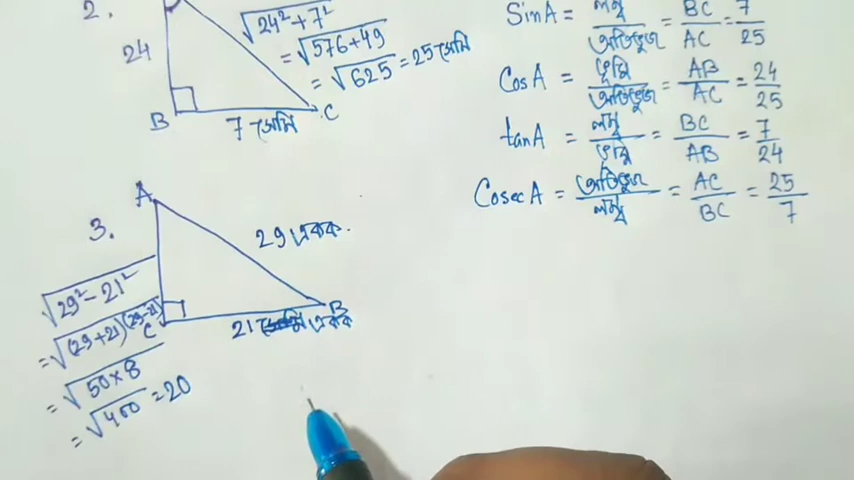 2.
24
√24² + 7²
= √576+49
= √625 = 25 সেমি
B
7 সেমি
C
SinA = লম্ব/অতিভুজ = BC/AC = 7/25
CosA = ভূমি/অতিভুজ = AB/AC = 24/25
tanA = লম্ব/ভূমি = BC/AB = 7/24
CosecA = অতিভুজ/লম্ব = AC/BC = 25/7
3.
A
29 একক.
√29² - 21²
= √(29+21)(29-21)
= √50×8
= √400 = 20
C
B
21 একক